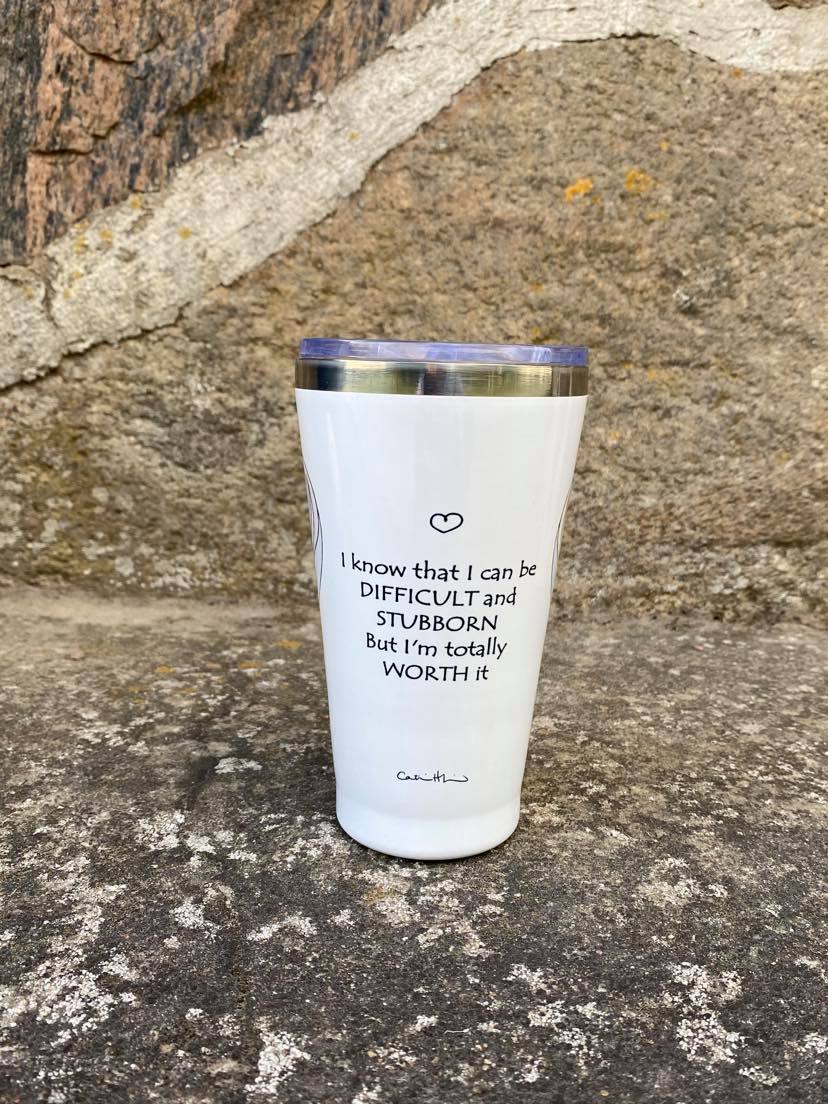 I know that I can be
DIFFICULT and
STUBBORN
But I'm totally
WORTH it